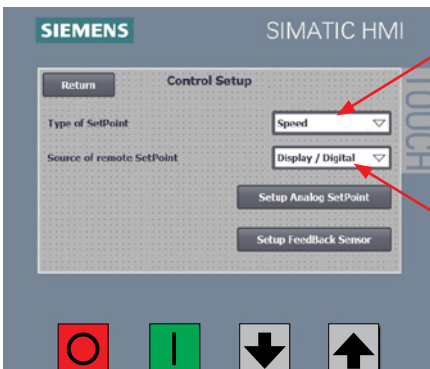 SIEMENS SIMATIC HMI
TOUCH
Return Control Setup
Type of SetPoint Speed
Source of remote SetPoint Display / Digital
Setup Analog SetPoint
Setup FeedBack Sensor